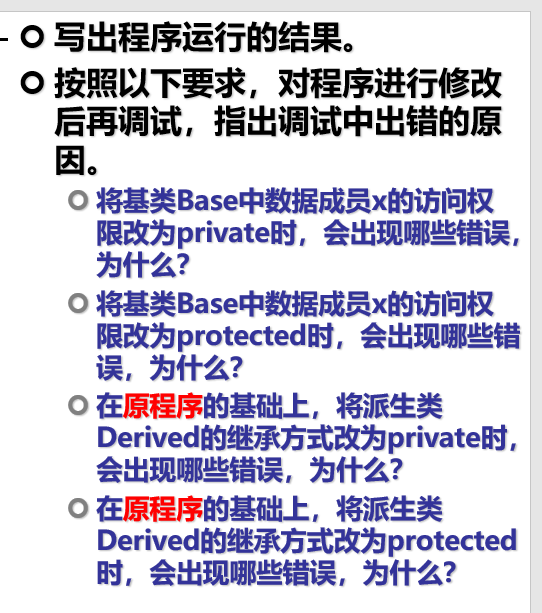 写出程序运行的结果。
按照以下要求，对程序进行修改
后再调试，指出调试中出错的原
因。
将基类Base中数据成员x的访问权
限改为private时，会出现哪些错误，
为什么？
将基类Base中数据成员x的访问权
限改为protected时，会出现哪些错
误，为什么？
在原程序的基础上，将派生类
Derived的继承方式改为private时，
会出现哪些错误，为什么？
在原程序的基础上，将派生类
Derived的继承方式改为protected
时，会出现哪些错误，为什么？